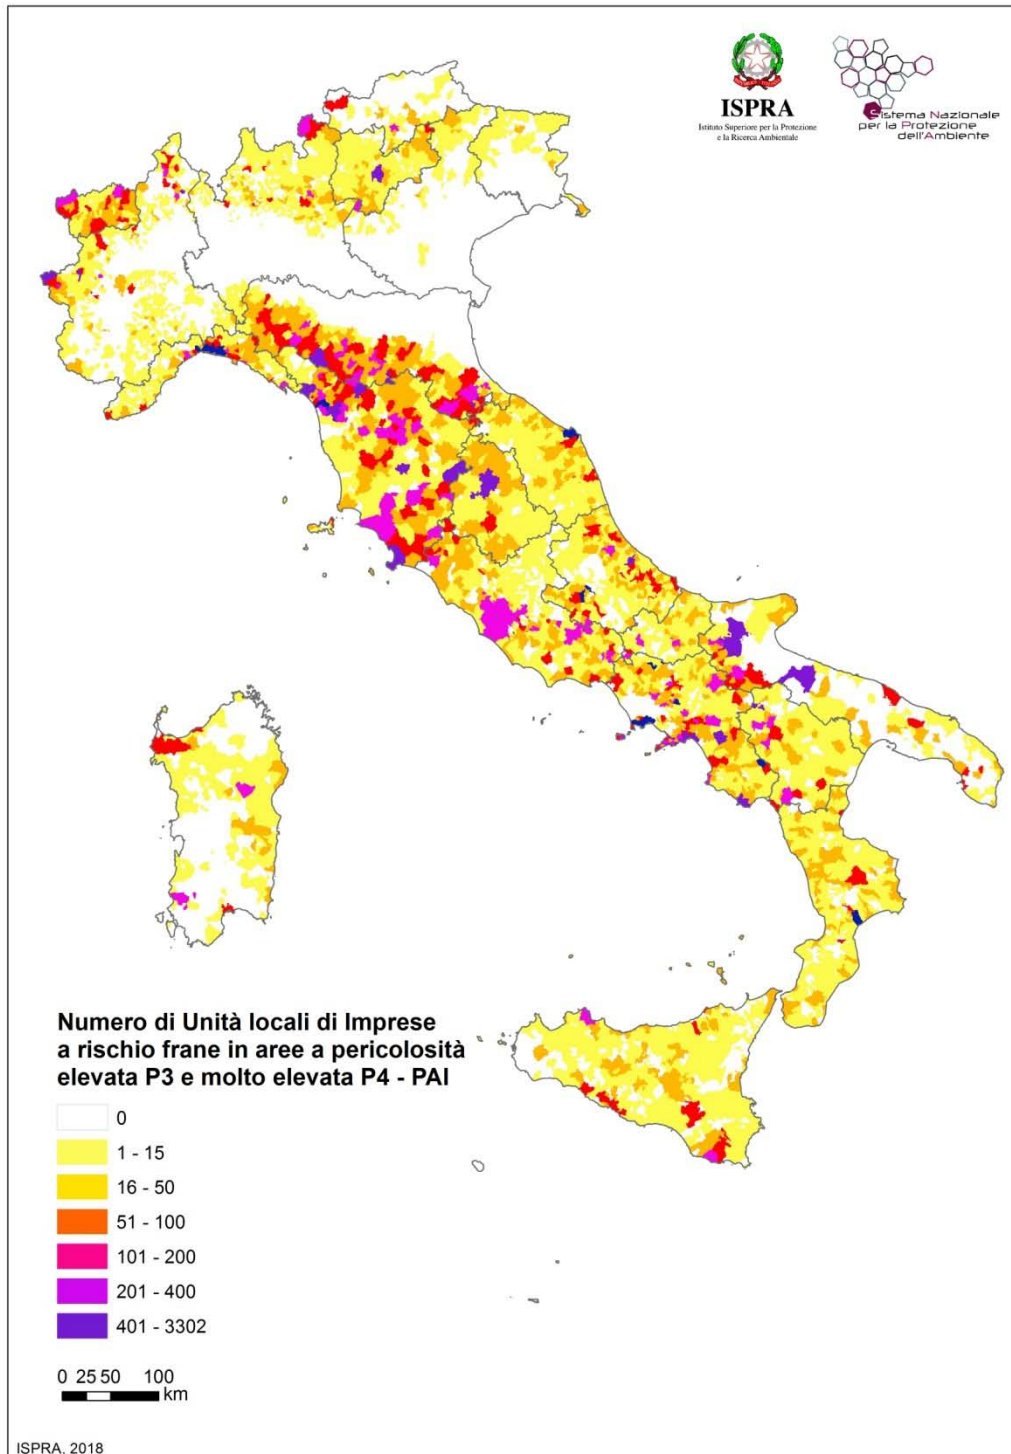 ISPRA
Istituto Superiore per la Protezione
e la Ricerca Ambientale
Sistema Nazionale
per la Protezione
dell'Ambiente
Numero di Unità locali di Imprese
a rischio frane in aree a pericolosità
elevata P3 e molto elevata P4 - PAI
0
1 - 15
16 - 50
51 - 100
101 - 200
201 - 400
401 - 3302
0 25 50 100
km
ISPRA, 2018